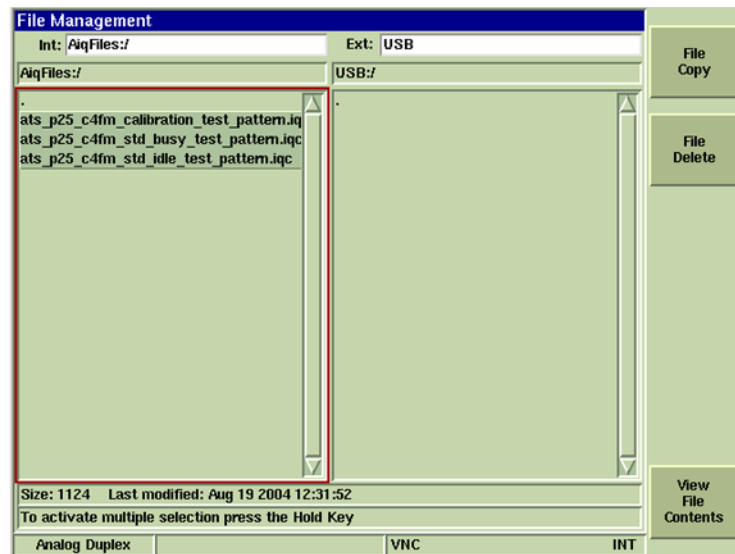 File Management
Int: AiqFiles:/
Ext: USB
AiqFiles:/
USB:/
.
ats_p25_c4fm_calibration_test_pattern.iq
ats_p25_c4fm_std_busy_test_pattern.iqc
ats_p25_c4fm_std_idle_test_pattern.iqc
.
Size: 1124 Last modified: Aug 19 2004 12:31:52
To activate multiple selection press the Hold Key
Analog Duplex
VNC
INT
File
Copy
File
Delete
View
File
Contents